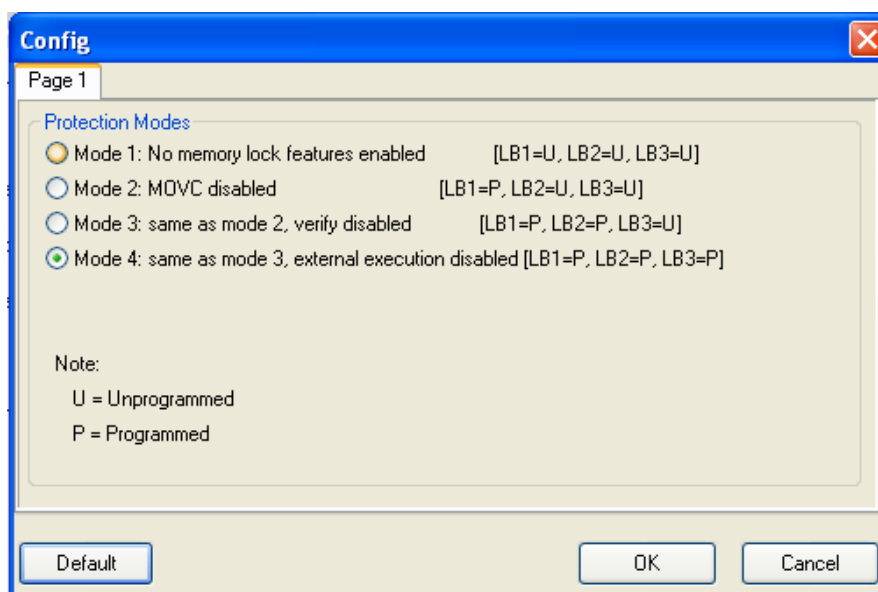 Config
Page 1
Protection Modes
Mode 1: No memory lock features enabled [LB1=U, LB2=U, LB3=U]
Mode 2: MOVC disabled [LB1=P, LB2=U, LB3=U]
Mode 3: same as mode 2, verify disabled [LB1=P, LB2=P, LB3=U]
Mode 4: same as mode 3, external execution disabled [LB1=P, LB2=P, LB3=P]
Note:
U = Unprogrammed
P = Programmed
Default OK Cancel